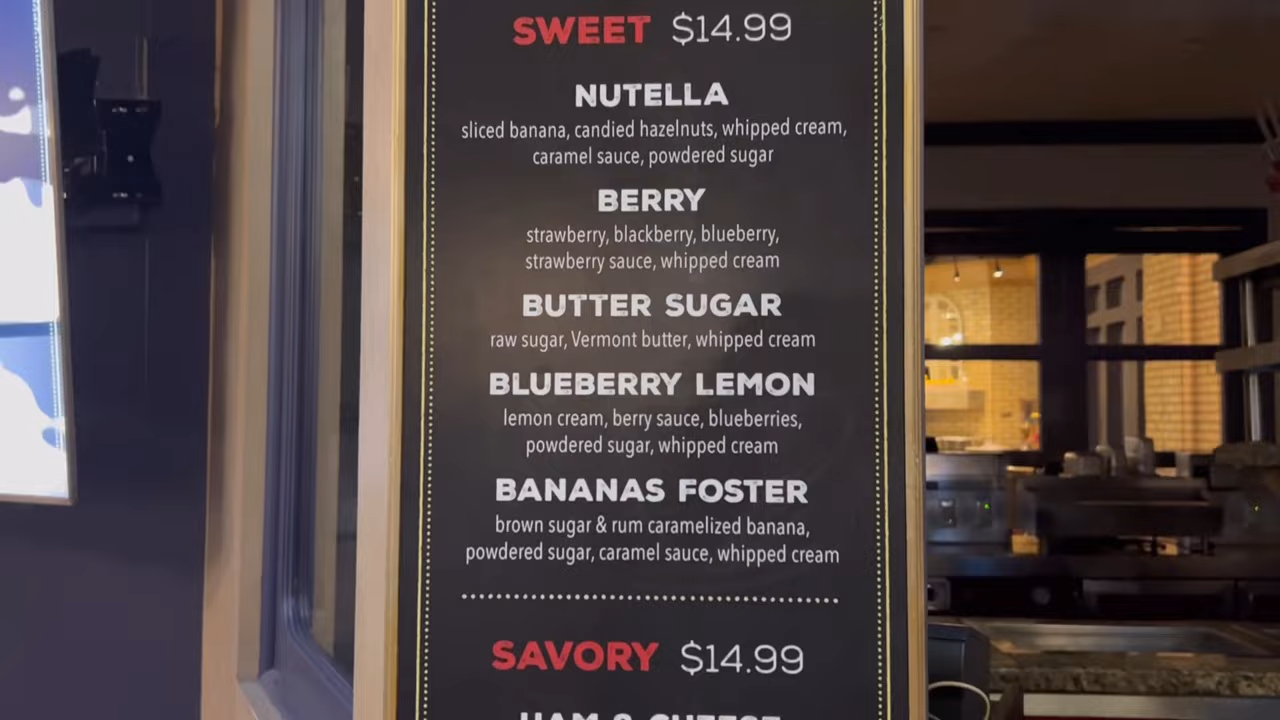 SWEET $14.99
NUTELLA
sliced banana, candied hazelnuts, whipped cream,
caramel sauce, powdered sugar
BERRY
strawberry, blackberry, blueberry,
strawberry sauce, whipped cream
BUTTER SUGAR
raw sugar, Vermont butter, whipped cream
BLUEBERRY LEMON
lemon cream, berry sauce, blueberries,
powdered sugar, whipped cream
BANANAS FOSTER
brown sugar & rum caramelized banana,
powdered sugar, caramel sauce, whipped cream
SAVORY $14.99
HAM & CHEESE